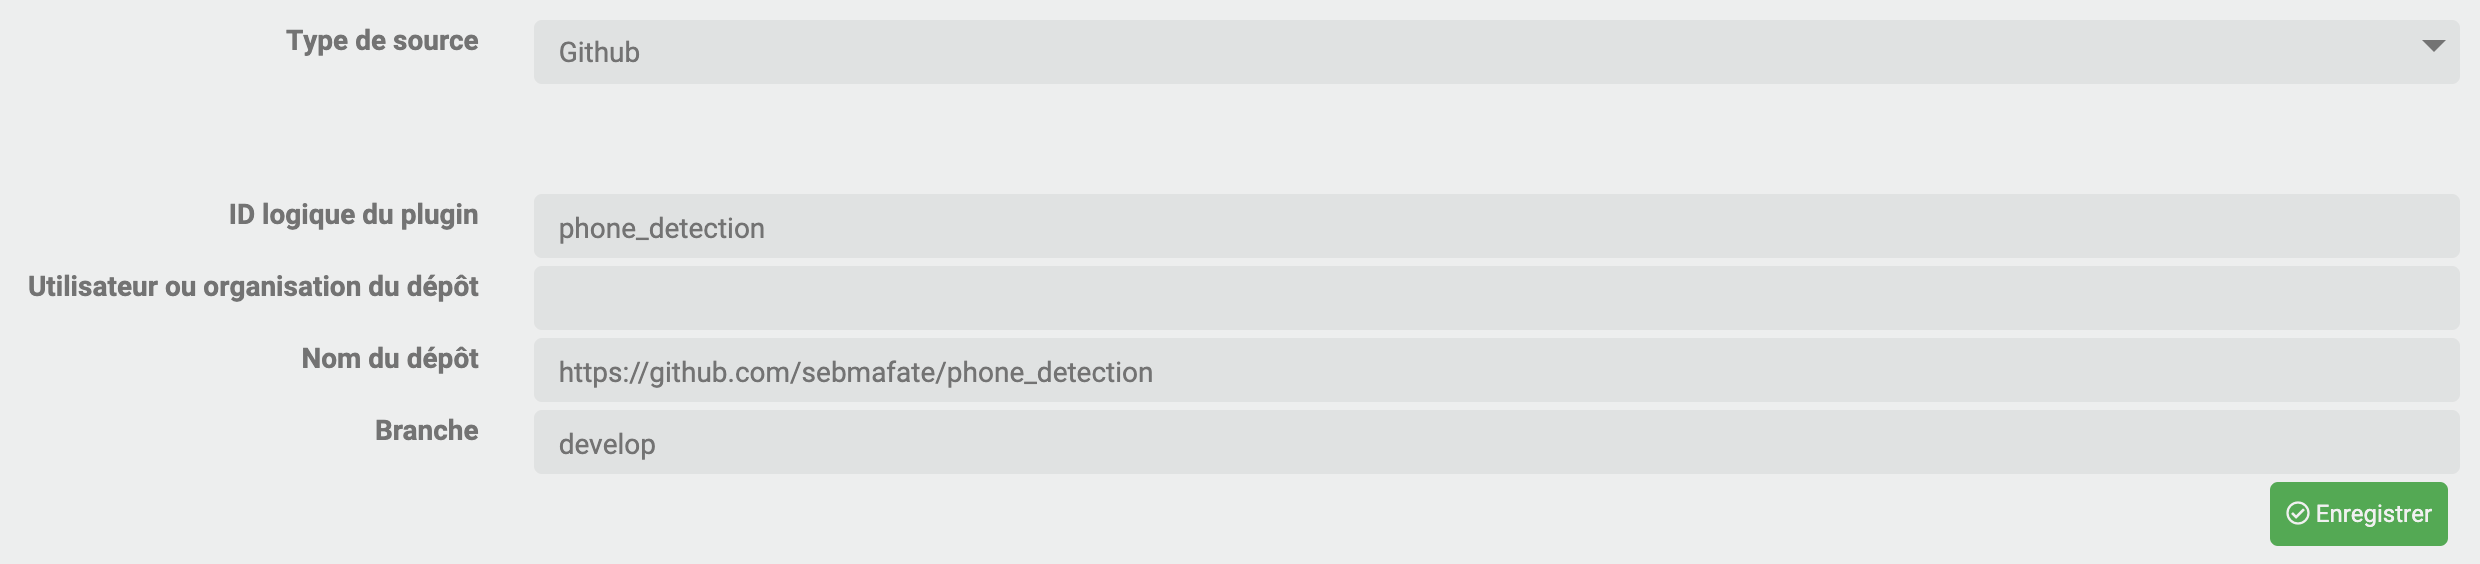 Type de source
Github
ID logique du plugin
phone_detection
Utilisateur ou organisation du dépôt
Nom du dépôt
https://github.com/sebmafate/phone_detection
Branche
develop
Enregistrer